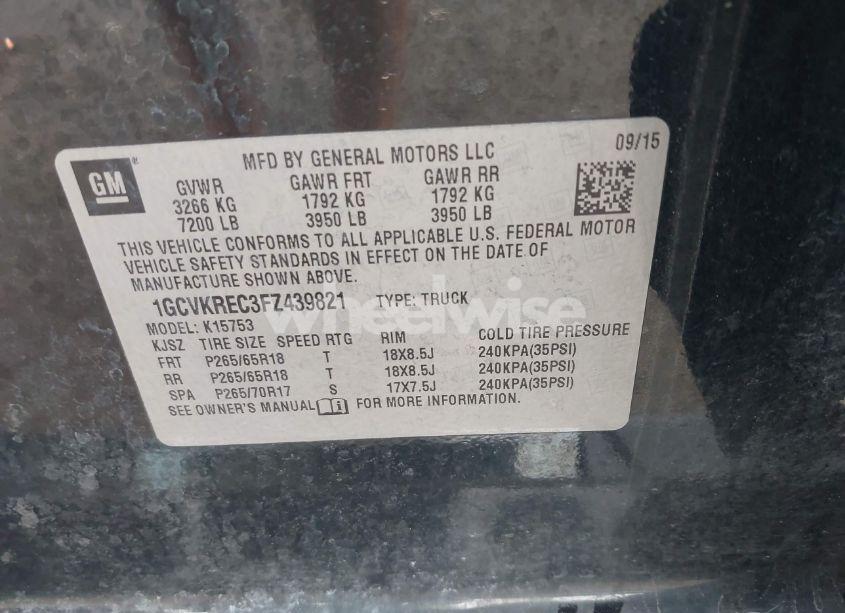 GM
MFD BY GENERAL MOTORS LLC 09/15
GVWR GAWR FRT GAWR RR
3266 KG 1792 KG 1792 KG
7200 LB 3950 LB 3950 LB
THIS VEHICLE CONFORMS TO ALL APPLICABLE U.S. FEDERAL MOTOR
VEHICLE SAFETY STANDARDS IN EFFECT ON THE DATE OF
MANUFACTURE SHOWN ABOVE.
1GCVKREC3FZ439821 TYPE: TRUCK
wheelwise
MODEL: K15753
KJSZ TIRE SIZE SPEED RTG RIM COLD TIRE PRESSURE
FRT P265/65R18 T 18X8.5J 240KPA(35PSI)
RR P265/65R18 T 18X8.5J 240KPA(35PSI)
SPA P265/70R17 S 17X7.5J 240KPA(35PSI)
SEE OWNER'S MANUAL FOR MORE INFORMATION.